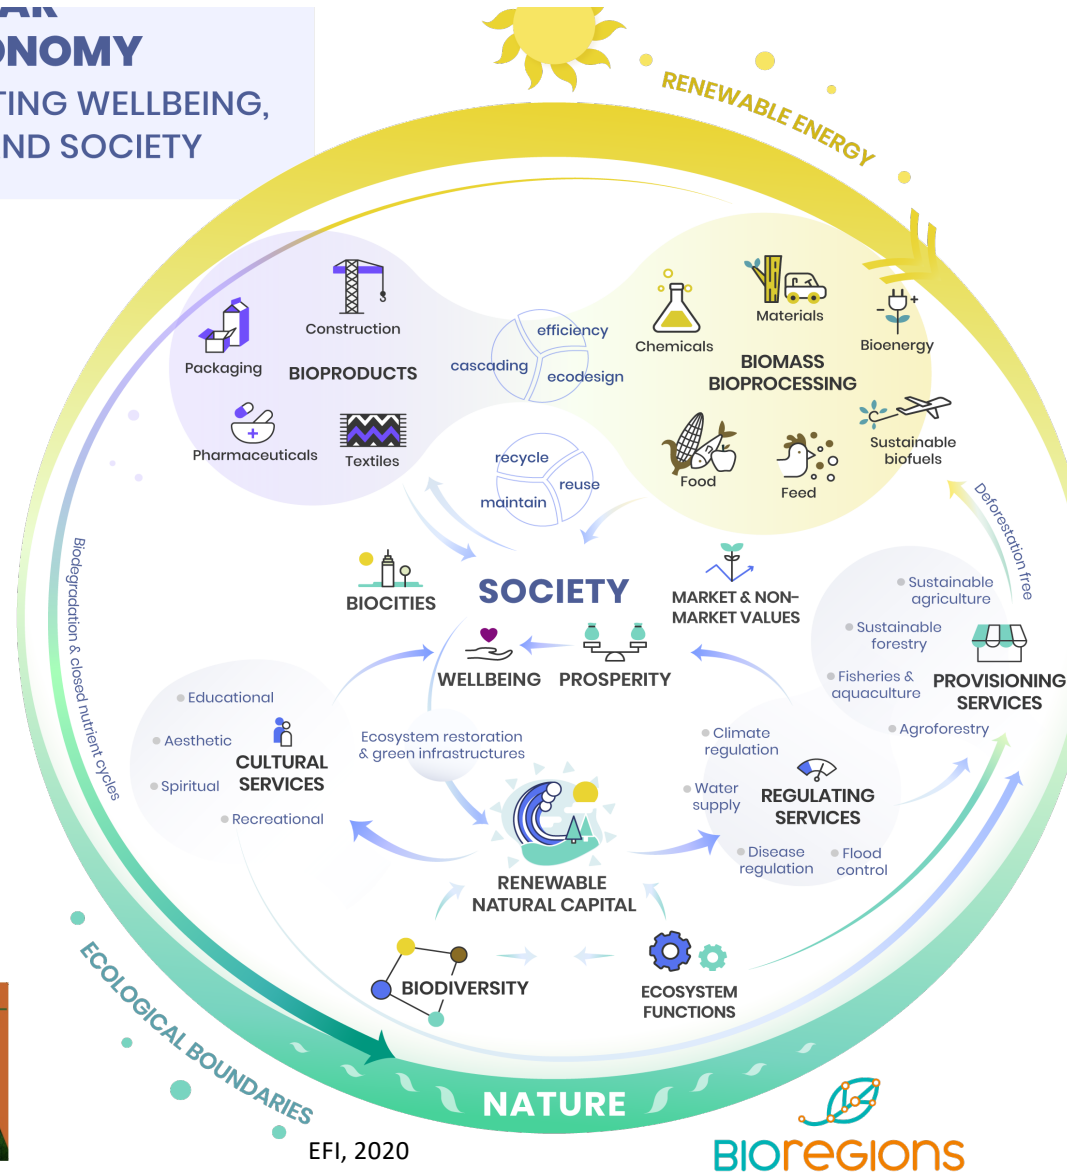 ONOMY
TING WELLBEING,
ND SOCIETY
RENEWABLE ENERGY
Construction
Packaging
BIOPRODUCTS
Pharmaceuticals
Textiles
efficiency
cascading
ecodesign
recycle
reuse
maintain
Chemicals
Materials
Bioenergy
BIOMASS
BIOPROCESSING
Food
Feed
Sustainable
biofuels
Deforestation free
Biodegradation & closed nutrient cycles
BIOCITIES
SOCIETY
MARKET & NON-
MARKET VALUES
WELLBEING
PROSPERITY
Sustainable
agriculture
Sustainable
forestry
Fisheries &
aquaculture
Agroforestry
PROVISIONING
SERVICES
Educational
Aesthetic
Spiritual
Recreational
CULTURAL
SERVICES
Ecosystem restoration
& green infrastructures
Climate
regulation
Water
supply
REGULATING
SERVICES
Disease
regulation
Flood
control
RENEWABLE
NATURAL CAPITAL
BIODIVERSITY
ECOSYSTEM
FUNCTIONS
ECOLOGICAL BOUNDARIES
NATURE
EFI, 2020
BIOREGIONS